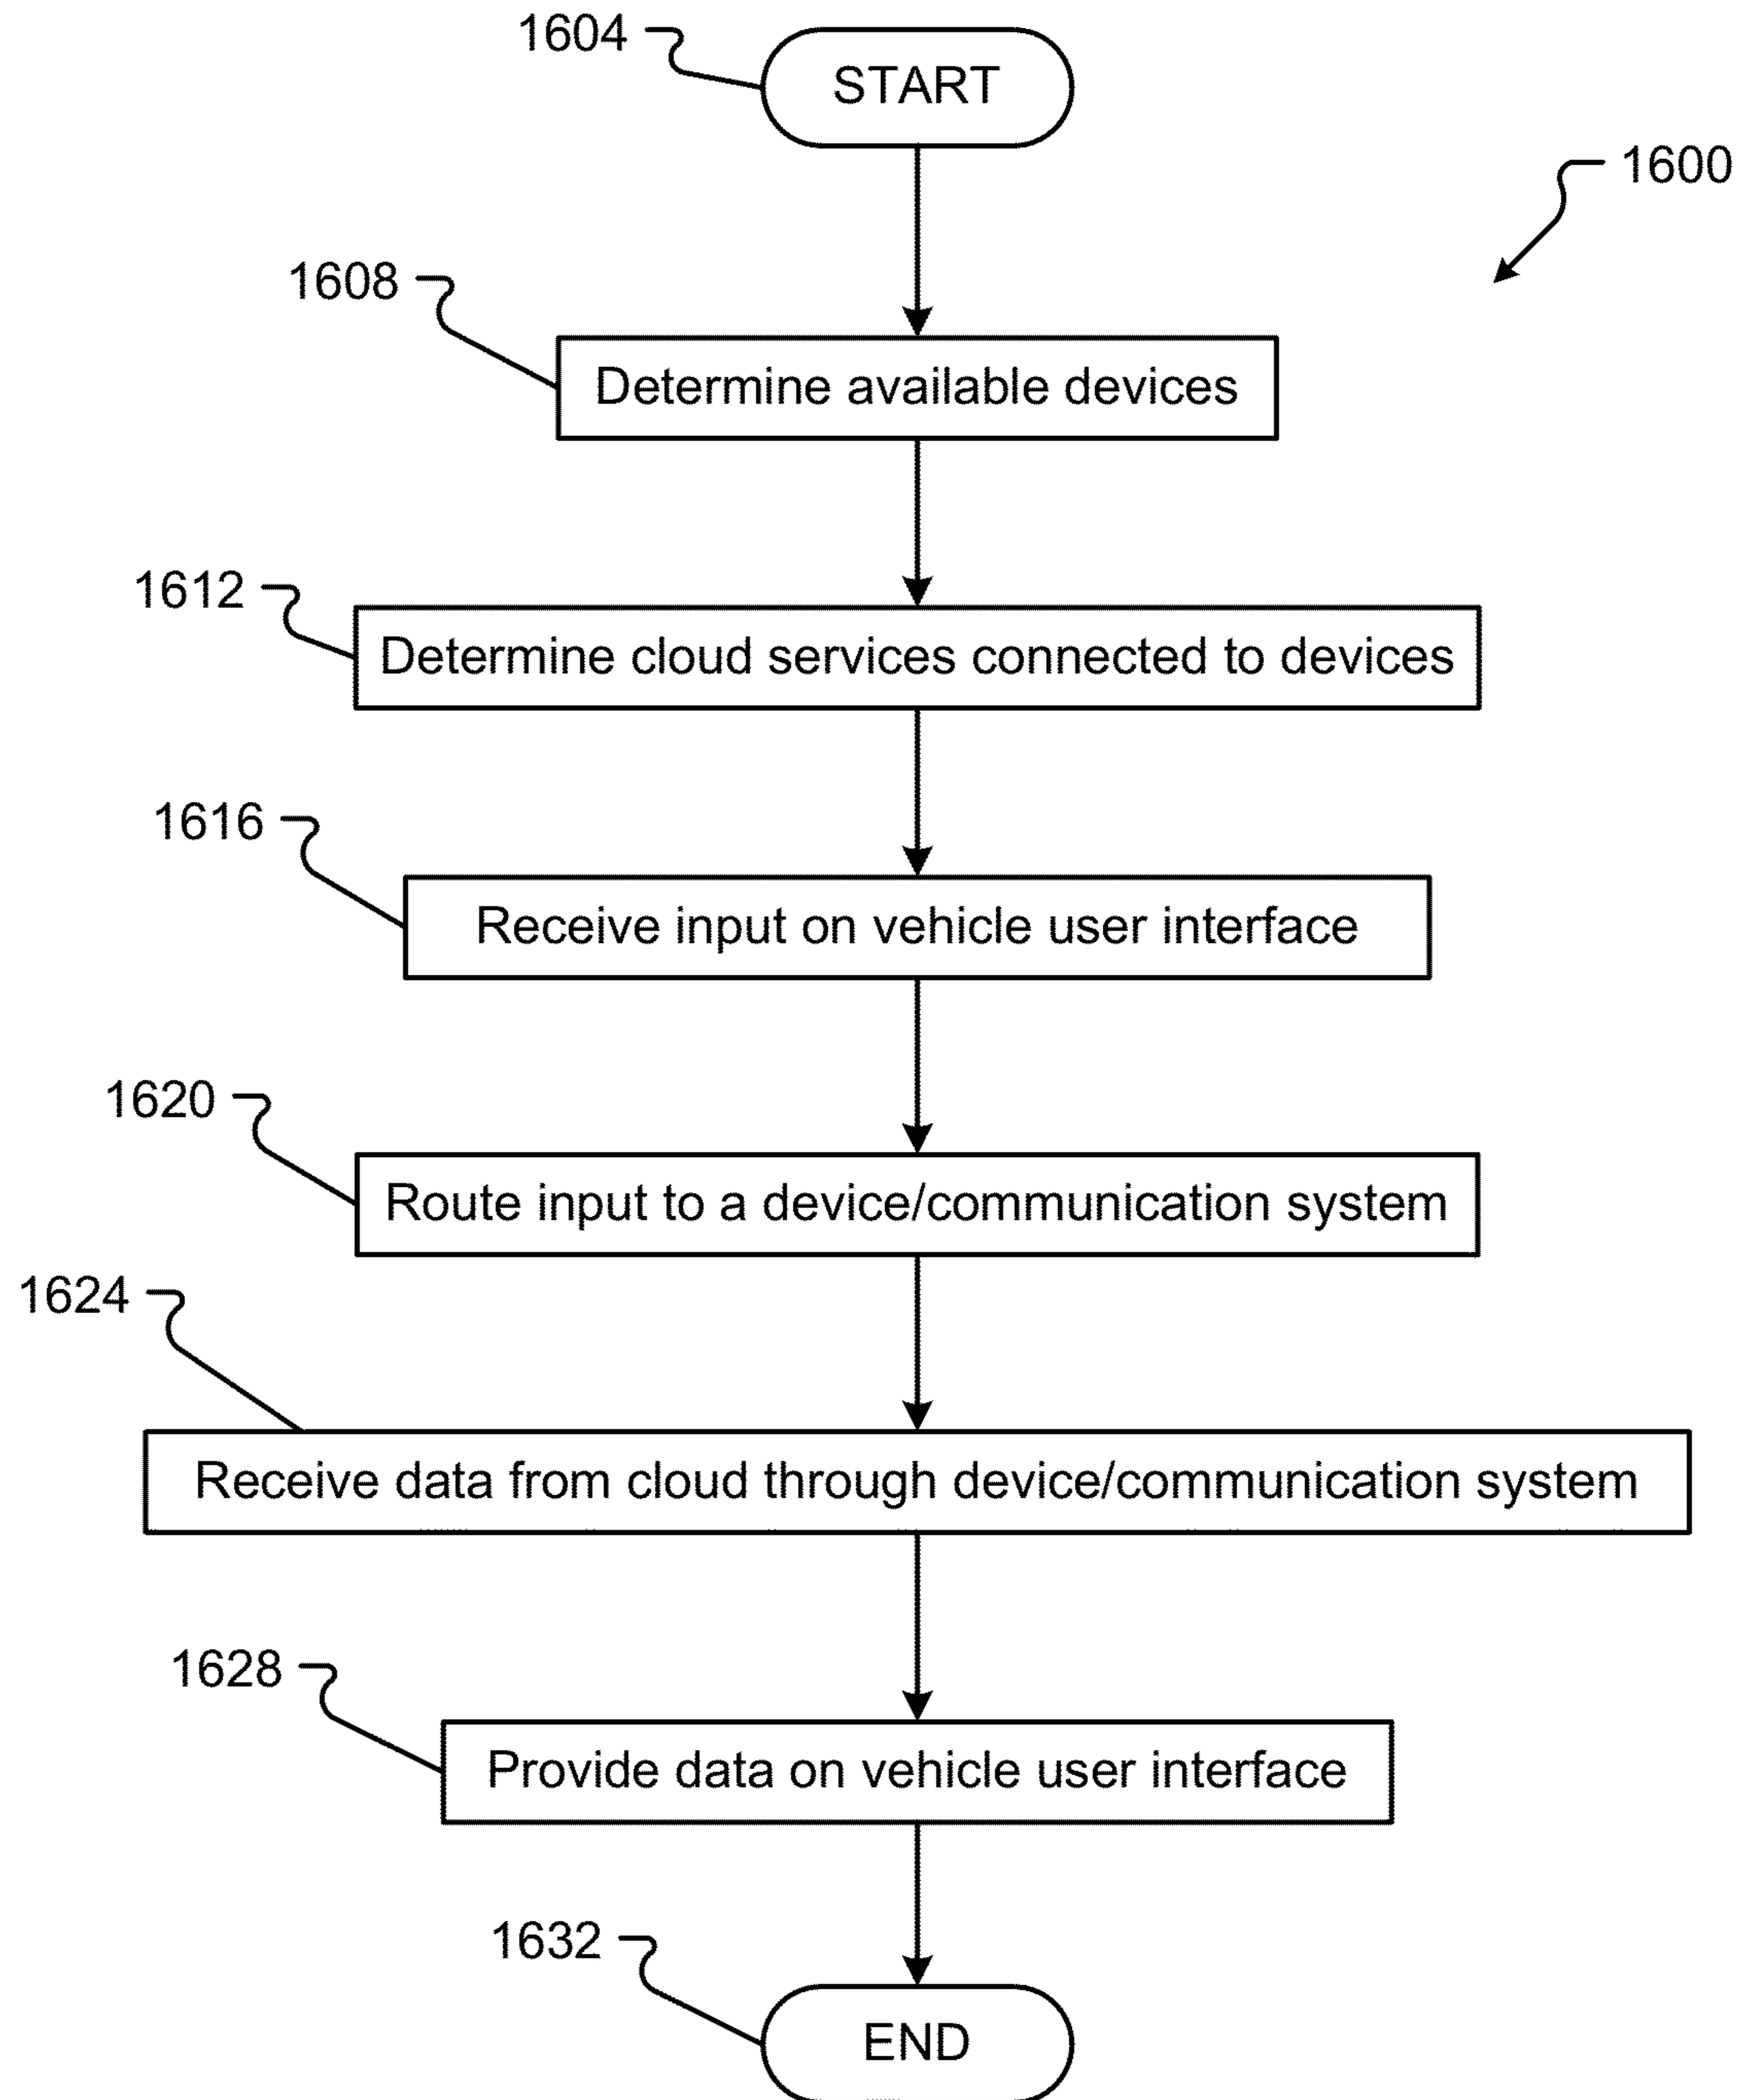 1604
START
1600
1608
Determine available devices
1612
Determine cloud services connected to devices
1616
Receive input on vehicle user interface
1620
Route input to a device/communication system
1624
Receive data from cloud through device/communication system
1628
Provide data on vehicle user interface
1632
END